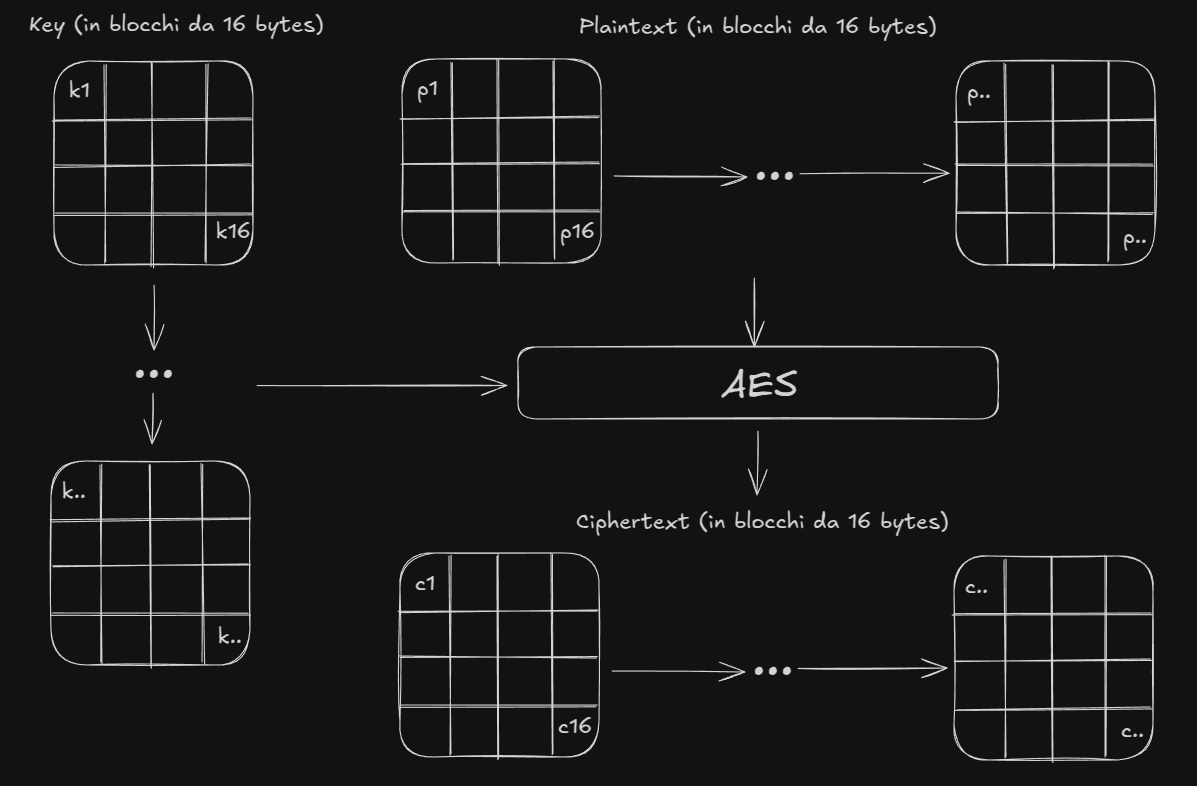 Key (in blocchi da 16 bytes)
Plaintext (in blocchi da 16 bytes)
k1
k16
p1
p16
p..
p..
AES
k..
k..
Ciphertext (in blocchi da 16 bytes)
c1
c16
c..
c..